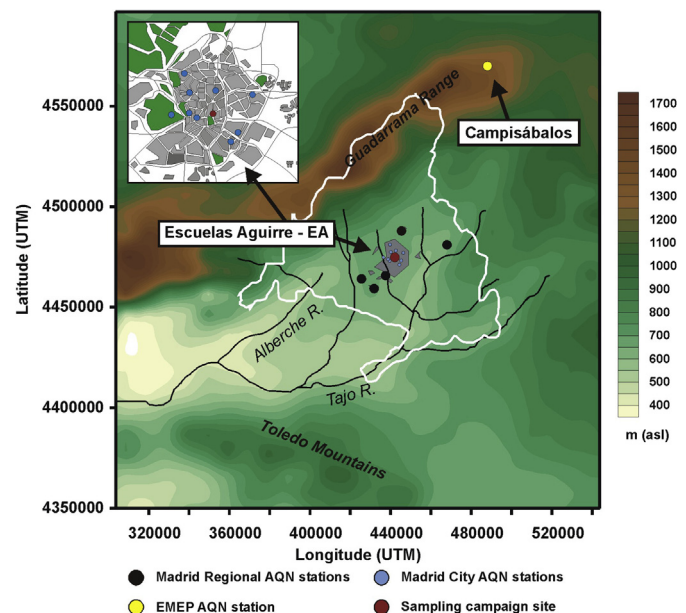 Guadarrama Range
Campisábalos
Escuelas Aguirre - EA
Alberche R.
Tajo R.
Toledo Mountains
Latitude (UTM)
4550000
4500000
4450000
4400000
4350000
320000 360000 400000 440000 480000 520000
Longitude (UTM)
1700
1600
1500
1400
1300
1200
1100
1000
900
800
700
600
500
400
m (asl)
Madrid Regional AQN stations
Madrid City AQN stations
EMEP AQN station
Sampling campaign site